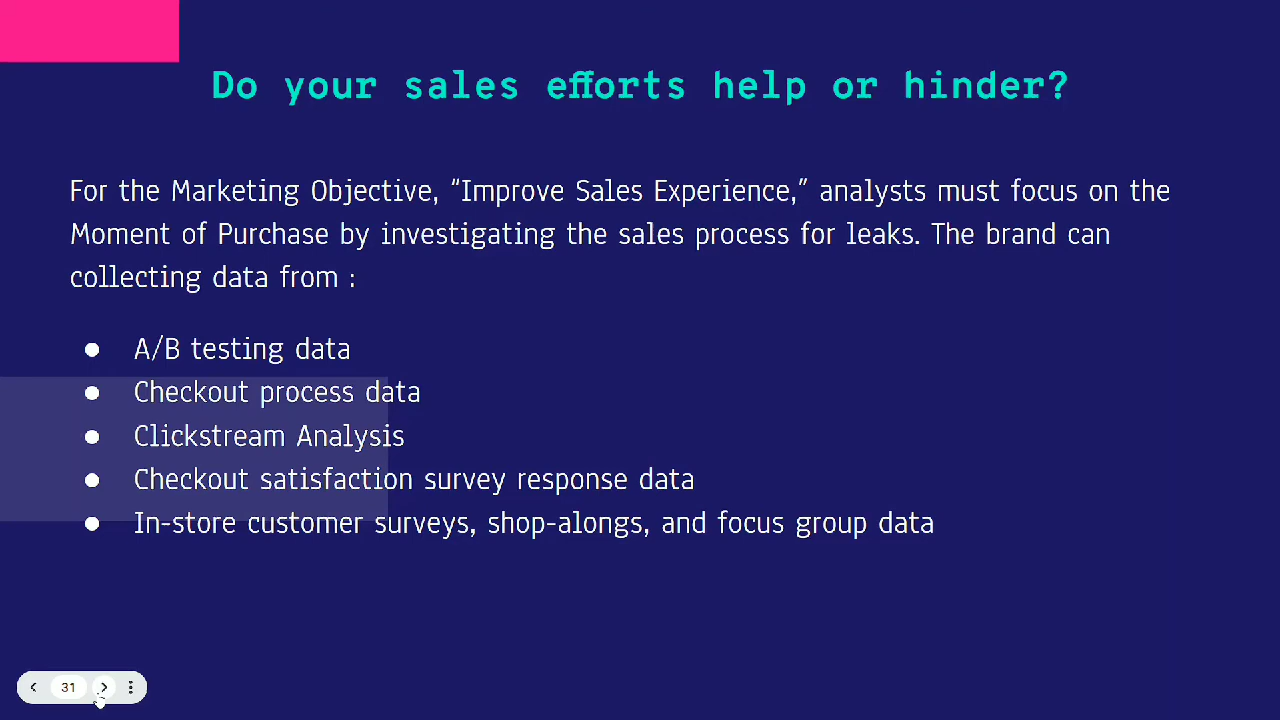 Do your sales efforts help or hinder?
For the Marketing Objective, “Improve Sales Experience,” analysts must focus on the
Moment of Purchase by investigating the sales process for leaks. The brand can
collecting data from :
● A/B testing data
● Checkout process data
● Clickstream Analysis
● Checkout satisfaction survey response data
● In-store customer surveys, shop-alongs, and focus group data
31